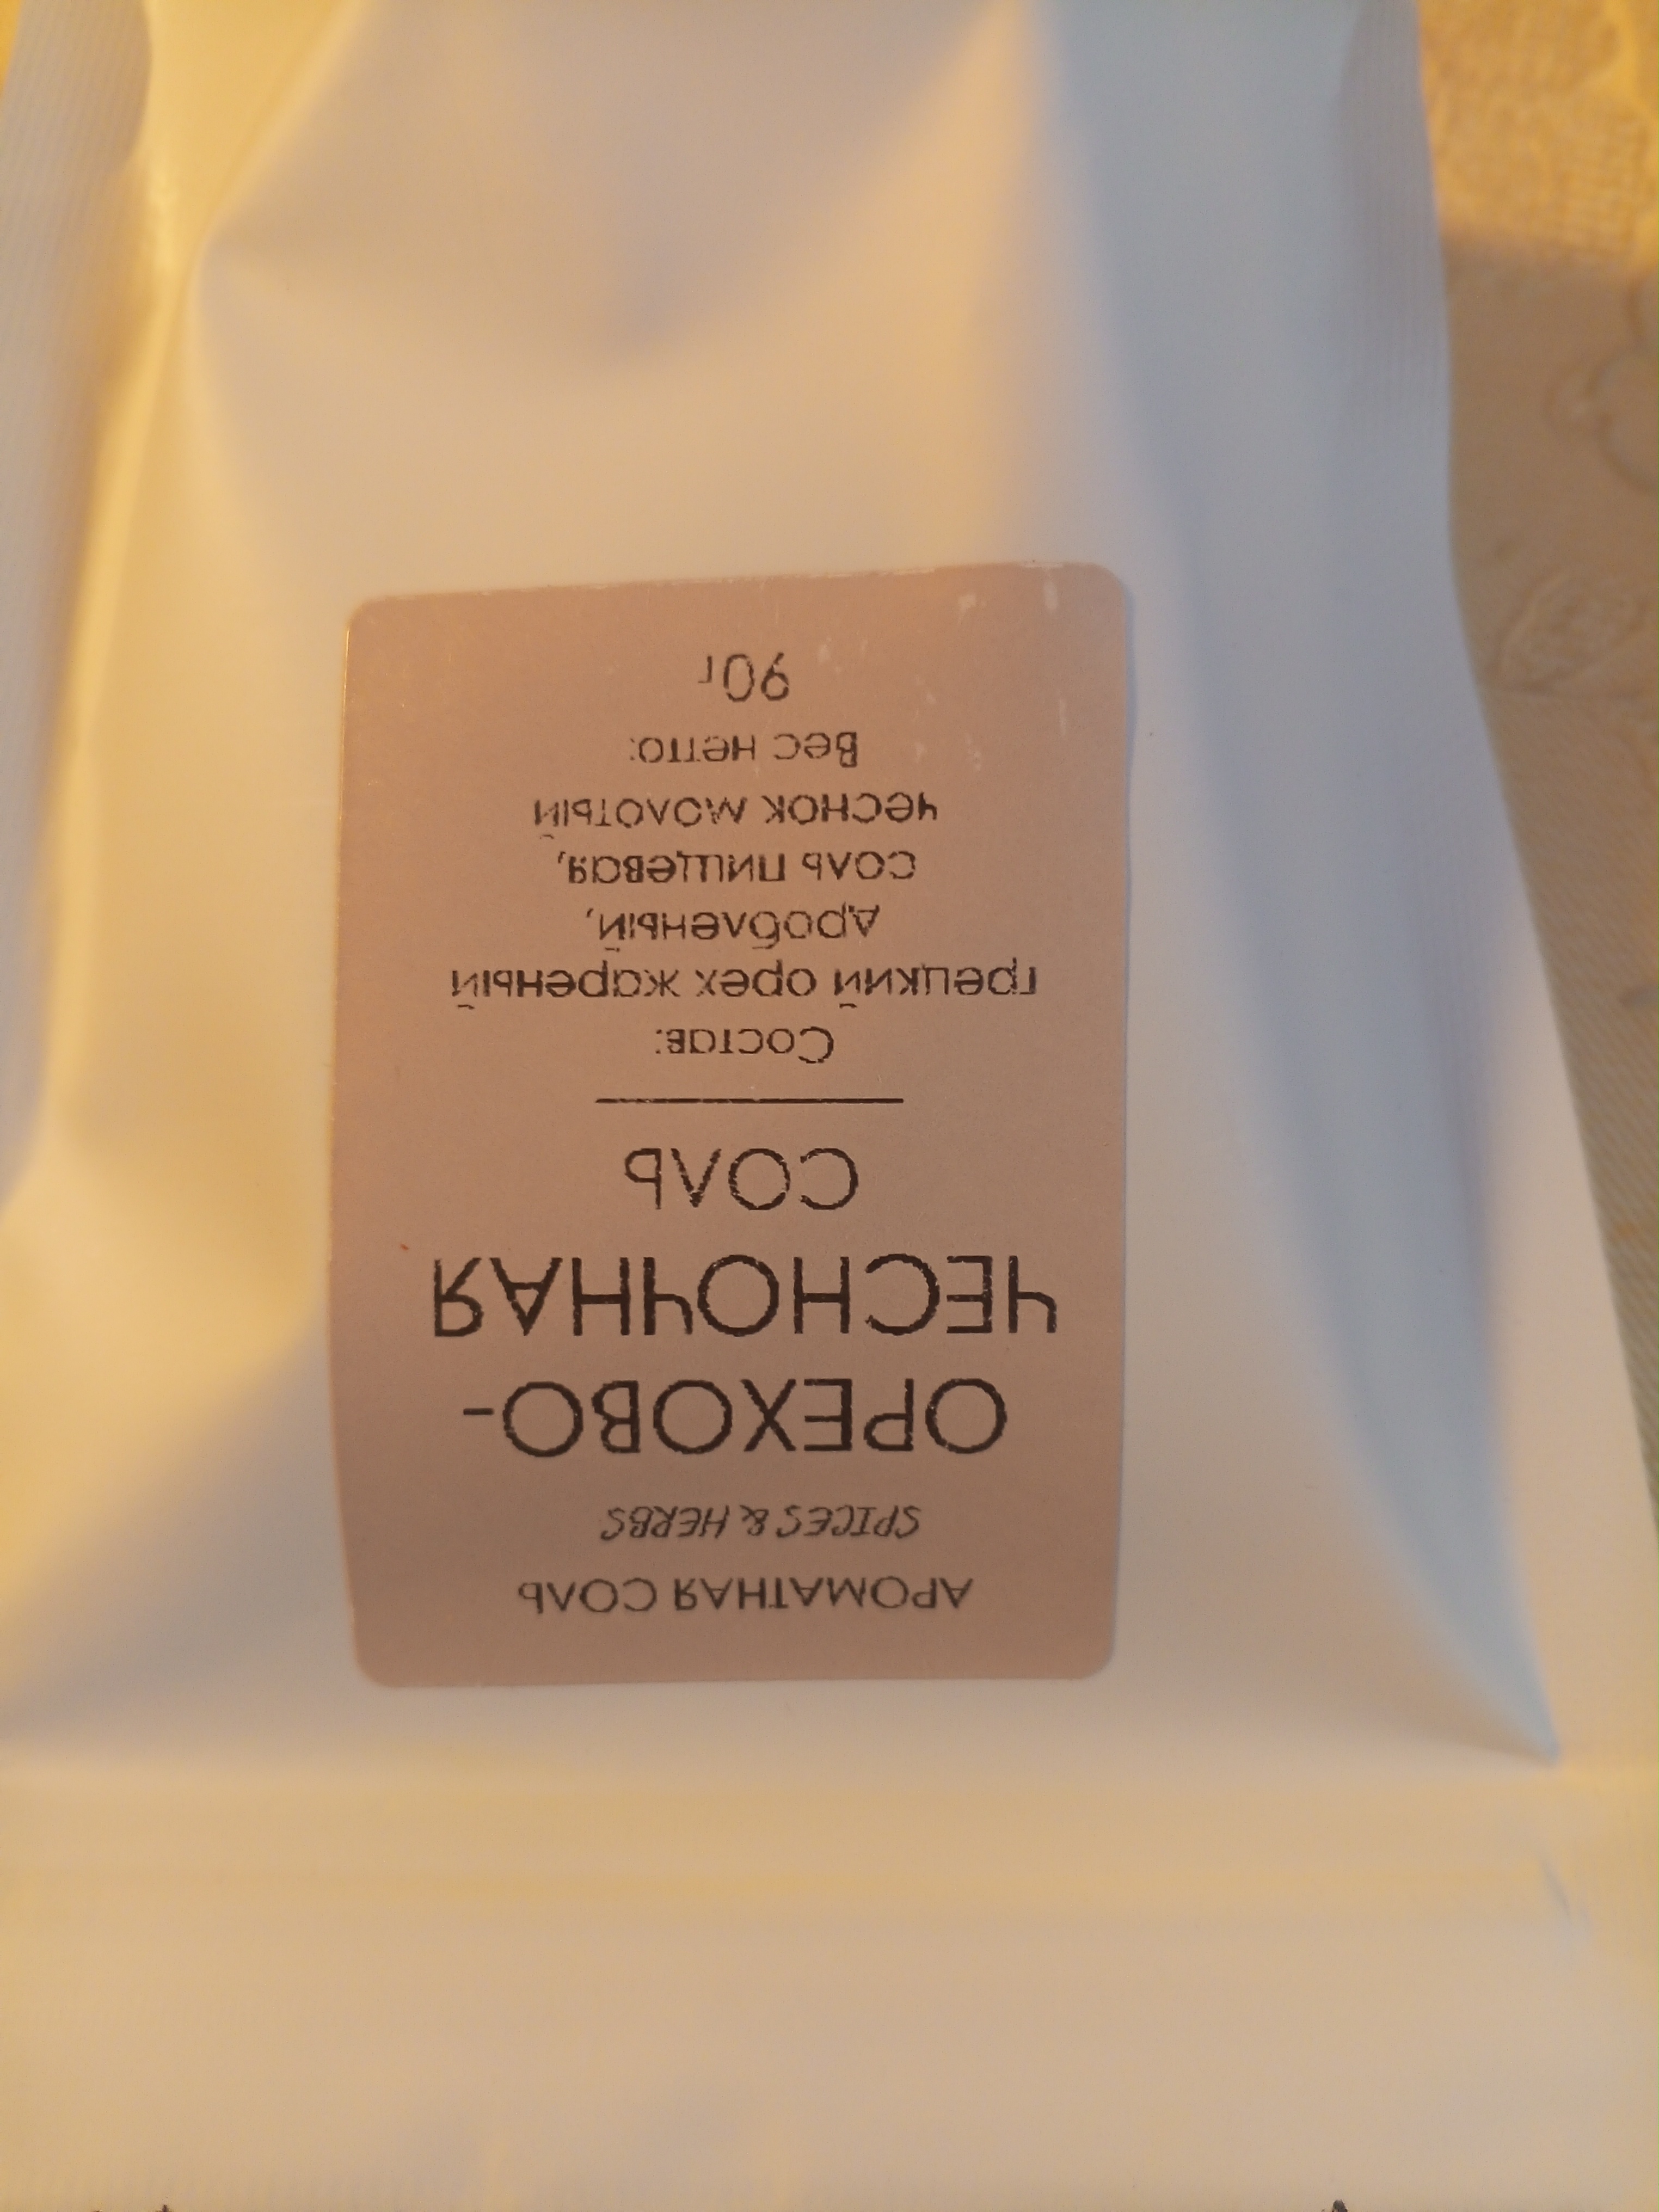 АРОМАТНАЯ СОЛЬ
SPICES & HERBS
ОРЕХОВО-
ЧЕСНОЧНАЯ
СОЛЬ
Состав:
грецкий орех жареный
дробленый,
соль пищевая,
чеснок молотый
Вес нетто:
90г